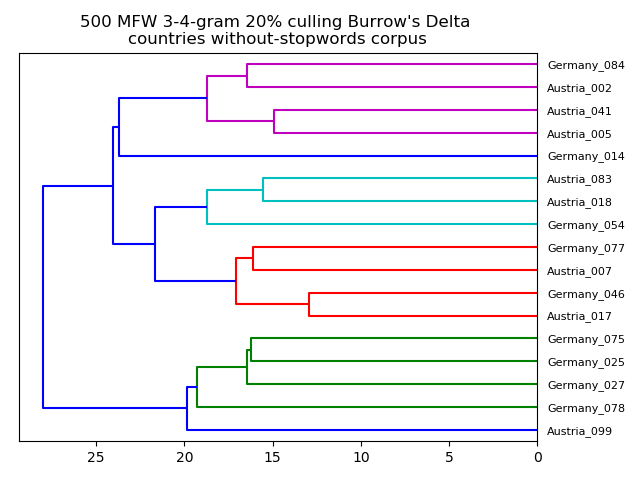 500 MFW 3-4-gram 20% culling Burrow's Delta
countries without-stopwords corpus
Germany_084
Austria_002
Austria_041
Austria_005
Germany_014
Austria_083
Austria_018
Germany_054
Germany_077
Austria_007
Germany_046
Austria_017
Germany_075
Germany_025
Germany_027
Germany_078
Austria_099
25 20 15 10 5 0